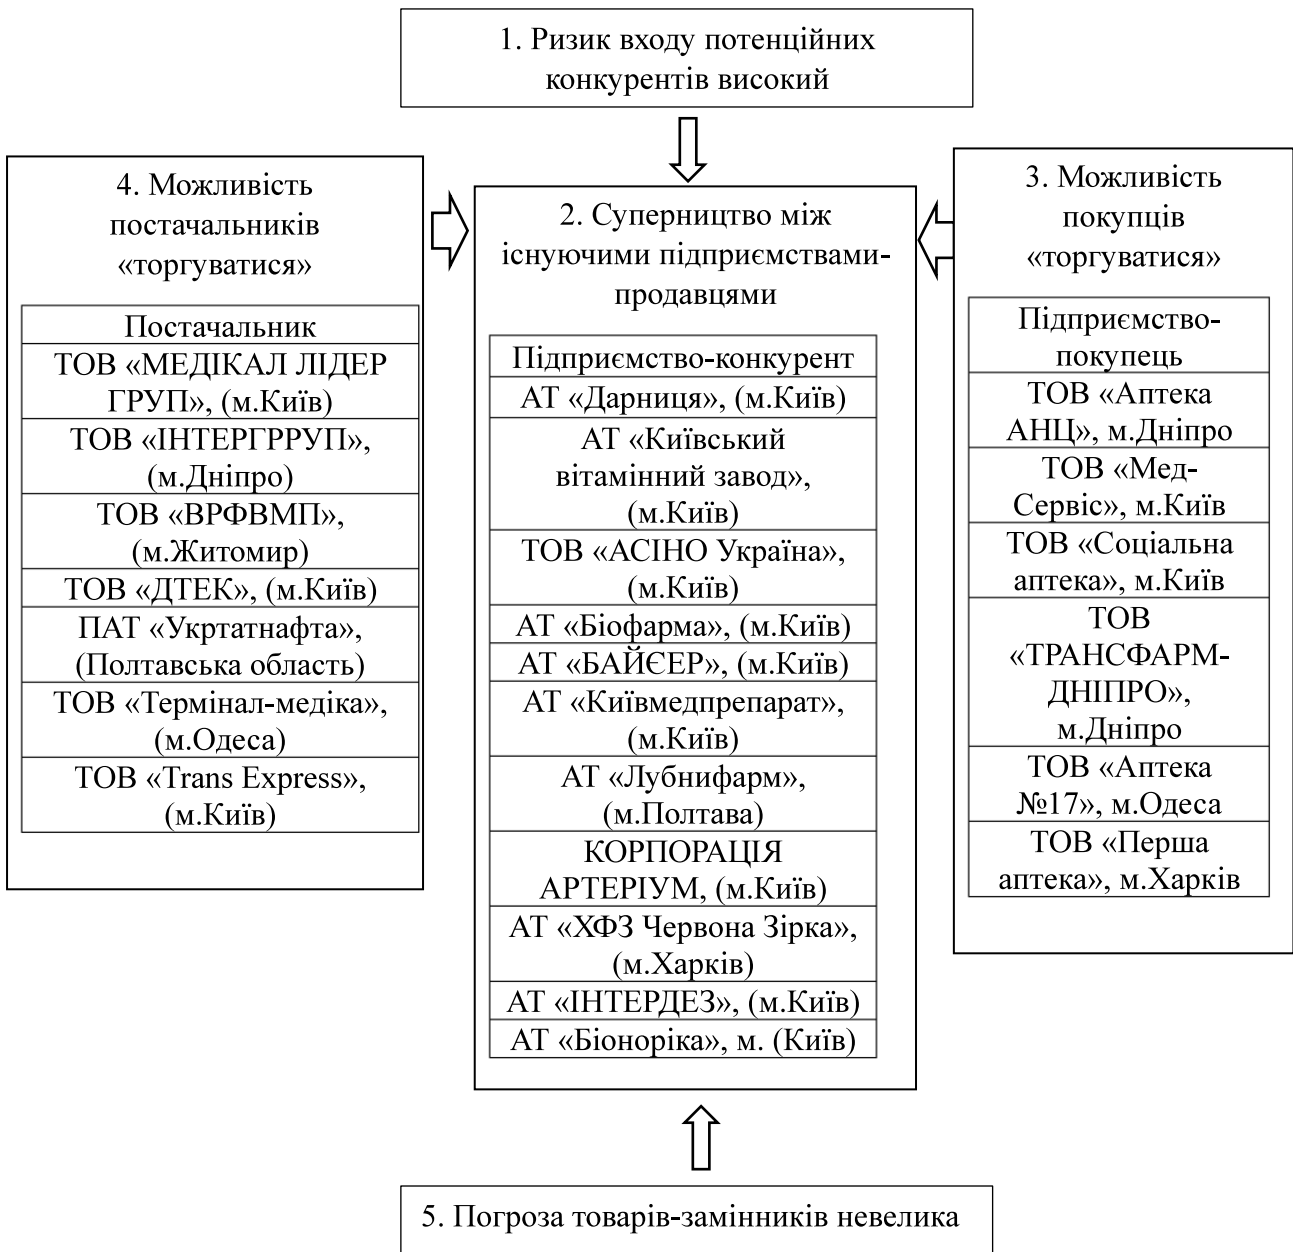 1. Ризик входу потенційних
конкурентів високий
4. Можливість
постачальників
«торгуватися»
Постачальник
ТОВ «МЕДІКАЛ ЛІДЕР
ГРУП», (м.Київ)
ТОВ «ІНТЕРГРРУП»,
(м.Дніпро)
ТОВ «ВРФВМП»,
(м.Житомир)
ТОВ «ДТЕК», (м.Київ)
ПАТ «Укртатнафта»,
(Полтавська область)
ТОВ «Термінал-медіка»,
(м.Одеса)
ТОВ «Trans Express»,
(м.Київ)
2. Суперництво між
існуючими підприємствами-
продавцями
Підприємство-конкурент
АТ «Дарниця», (м.Київ)
АТ «Київський
вітамінний завод»,
(м.Київ)
ТОВ «АСІНО Україна»,
(м.Київ)
АТ «Біофарма», (м.Київ)
АТ «БАЙЄЕР», (м.Київ)
АТ «Київмедпрепарат»,
(м.Київ)
АТ «Лубнифарм»,
(м.Полтава)
КОРПОРАЦІЯ
АРТЕРІУМ, (м.Київ)
АТ «ХФЗ Червона Зірка»,
(м.Харків)
АТ «ІНТЕРДЕЗ», (м.Київ)
АТ «Біоноріка», м. (Київ)
3. Можливість
покупців
«торгуватися»
Підприємство-
покупець
ТОВ «Аптека
АНЦ», м.Дніпро
ТОВ «Мед-
Сервіс», м.Київ
ТОВ «Соціальна
аптека», м.Київ
ТОВ
«ТРАНСФАРМ-
ДНІПРО»,
м.Дніпро
ТОВ «Аптека
№17», м.Одеса
ТОВ «Перша
аптека», м.Харків
5. Погроза товарів-замінників невелика